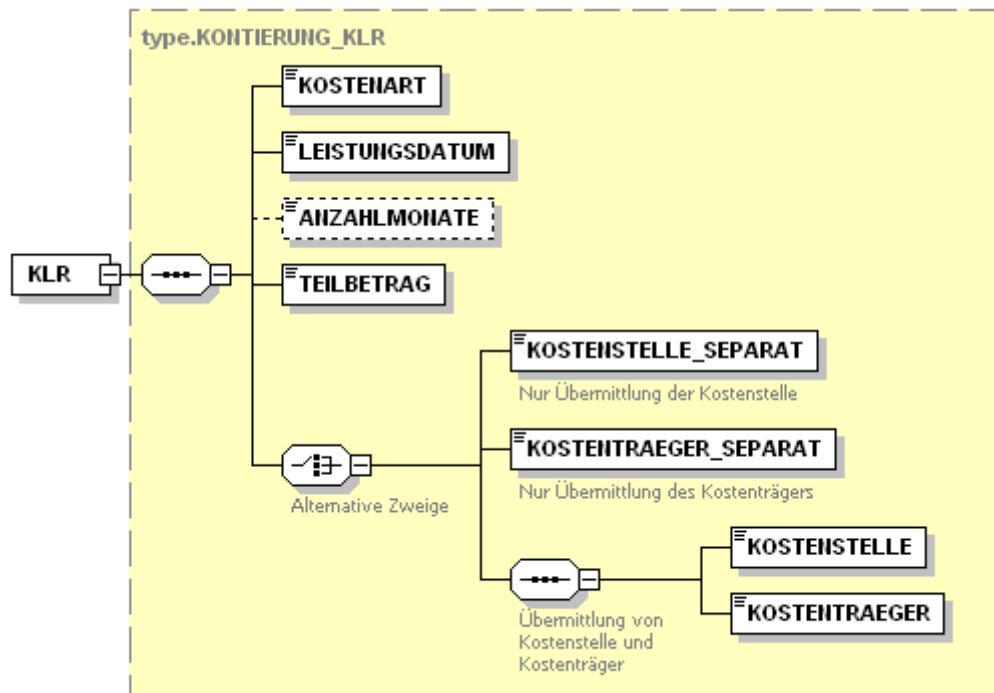 type.KONTIERUNG_KLR
KOSTENART
LEISTUNGSDATUM
ANZAHLMONATE
KLR
TEILBETRAG
KOSTENSTELLE_SEPARAT
Nur Übermittlung der Kostenstelle
KOSTENTRAEGER_SEPARAT
Nur Übermittlung des Kostenträgers
Alternative Zweige
KOSTENSTELLE
KOSTENTRAEGER
Übermittlung von
Kostenstelle und
Kostenträger